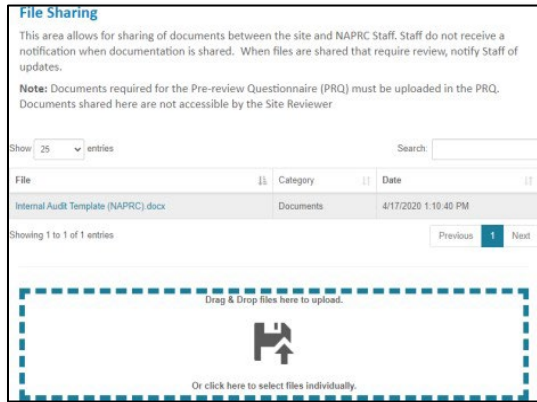 File Sharing
This area allows for sharing of documents between the site and NAPRC Staff. Staff do not receive a
notification when documentation is shared. When files are shared that require review, notify Staff of
updates.
Note: Documents required for the Pre-review Questionnaire (PRQ) must be uploaded in the PRQ.
Documents shared here are not accessible by the Site Reviewer
Show 25 entries Search:
File Category Date
Internal Audit Template (NAPRC).docx Documents 4/17/2020 1:10:40 PM
Showing 1 to 1 of 1 entries Previous 1 Next
Drag & Drop files here to upload.
Or click here to select files individually.